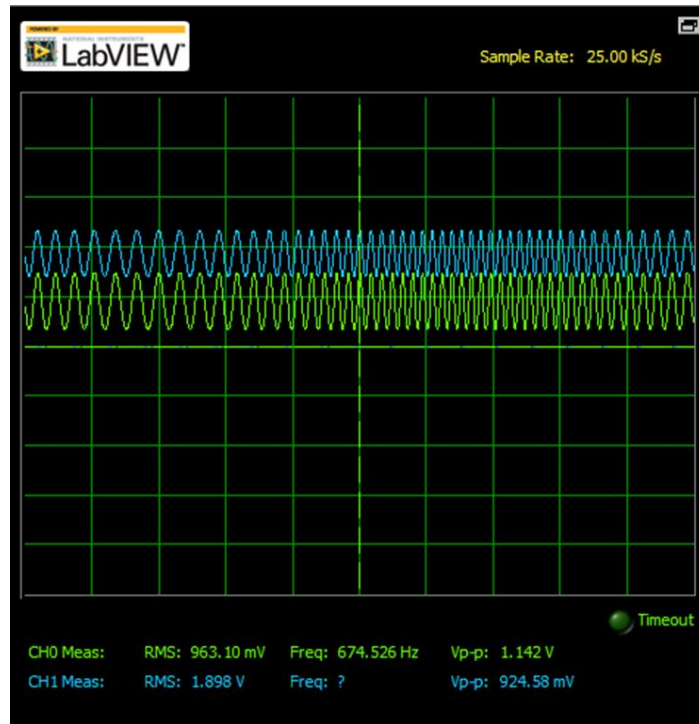 POWERED BY
NATIONAL INSTRUMENTS
LabVIEW™
Sample Rate: 25.00 kS/s
Timeout
CH0 Meas: RMS: 963.10 mV Freq: 674.526 Hz Vp-p: 1.142 V
CH1 Meas: RMS: 1.898 V Freq: ? Vp-p: 924.58 mV